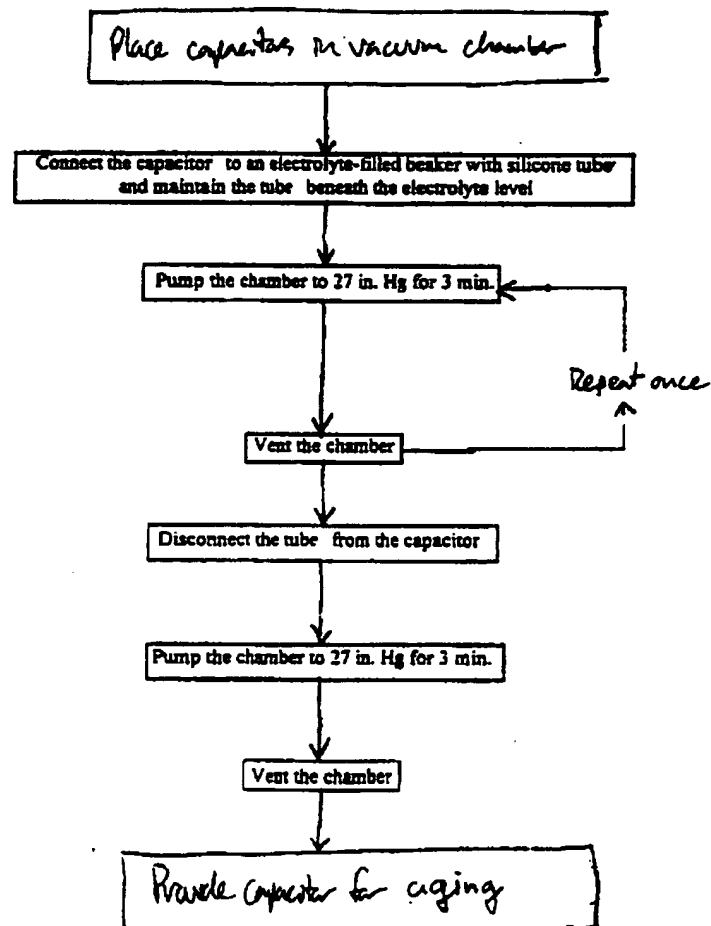 Place capacitors in vacuum chamber
Connect the capacitor to an electrolyte-filled beaker with silicone tube
and maintain the tube beneath the electrolyte level
Pump the chamber to 27 in. Hg for 3 min.
Repeat once
Vent the chamber
Disconnect the tube from the capacitor
Pump the chamber to 27 in. Hg for 3 min.
Vent the chamber
Provide capacitor for aging